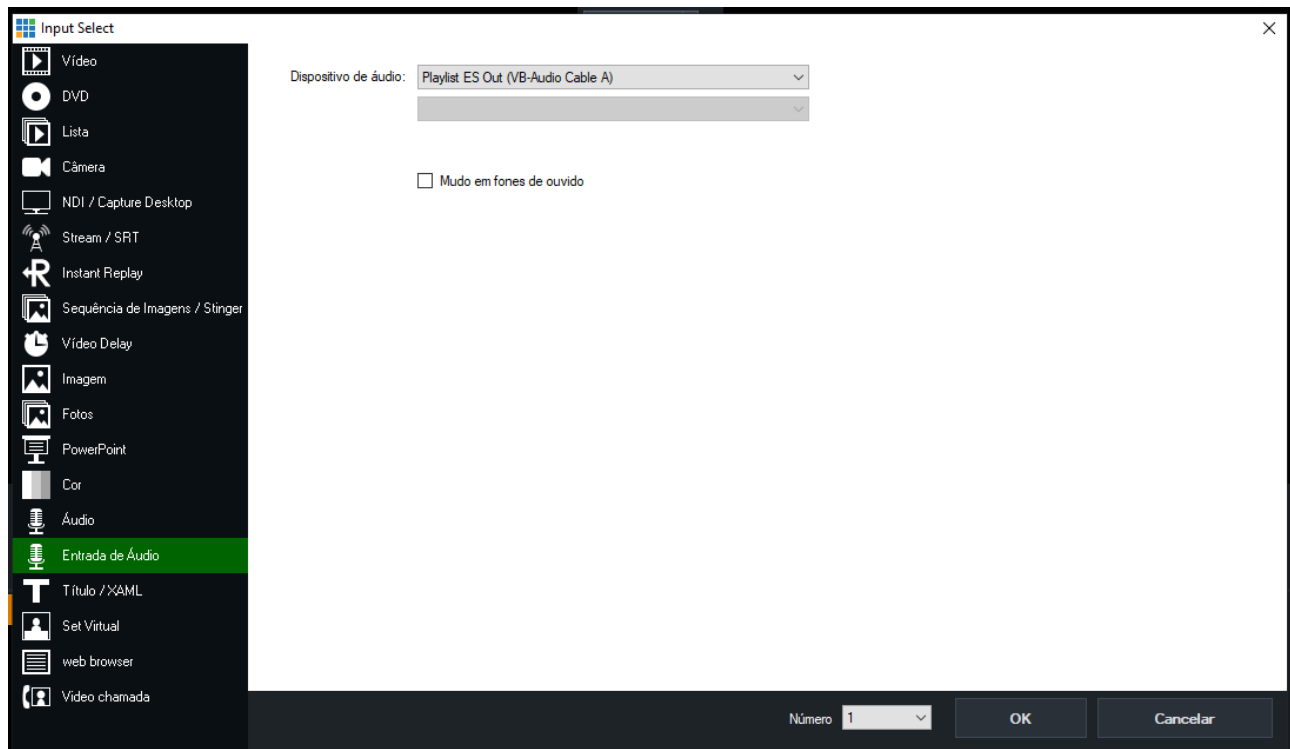 Input Select
Vídeo
DVD
Lista
Câmera
NDI / Capture Desktop
Stream / SRT
Instant Replay
Sequência de Imagens / Stinger
Vídeo Delay
Imagem
Fotos
PowerPoint
Cor
Áudio
Entrada de Áudio
Título / XAML
Set Virtual
web browser
Video chamada
Dispositivo de áudio: Playlist ES Out (VB-Audio Cable A)
Mudo em fones de ouvido
Número 1 OK Cancelar